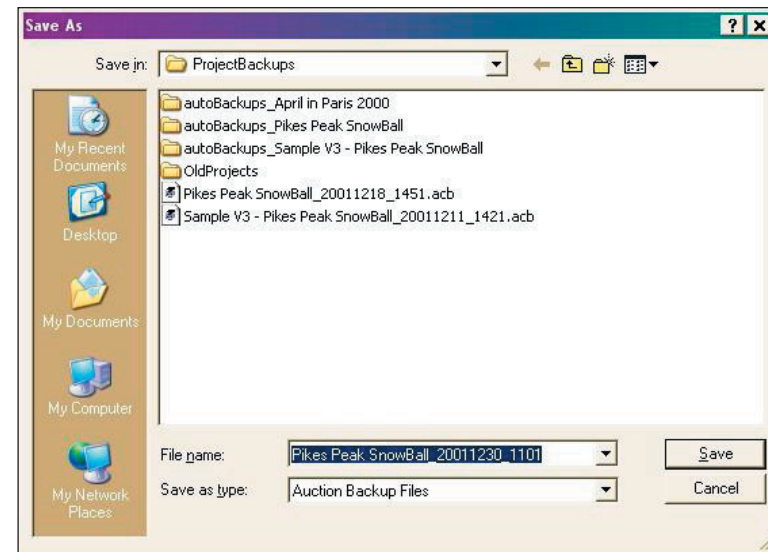 Save As
Save in:
ProjectBackups
My Recent
Documents
Desktop
My Documents
My Computer
My Network
Places
autoBackups_April in Paris 2000
autoBackups_Pikes Peak SnowBall
autoBackups_Sample V3 - Pikes Peak SnowBall
OldProjects
Pikes Peak SnowBall_20011218_1451.acb
Sample V3 - Pikes Peak SnowBall_20011211_1421.acb
File name:
Pikes Peak SnowBall_20011230_1101
Save
Save as type:
Auction Backup Files
Cancel